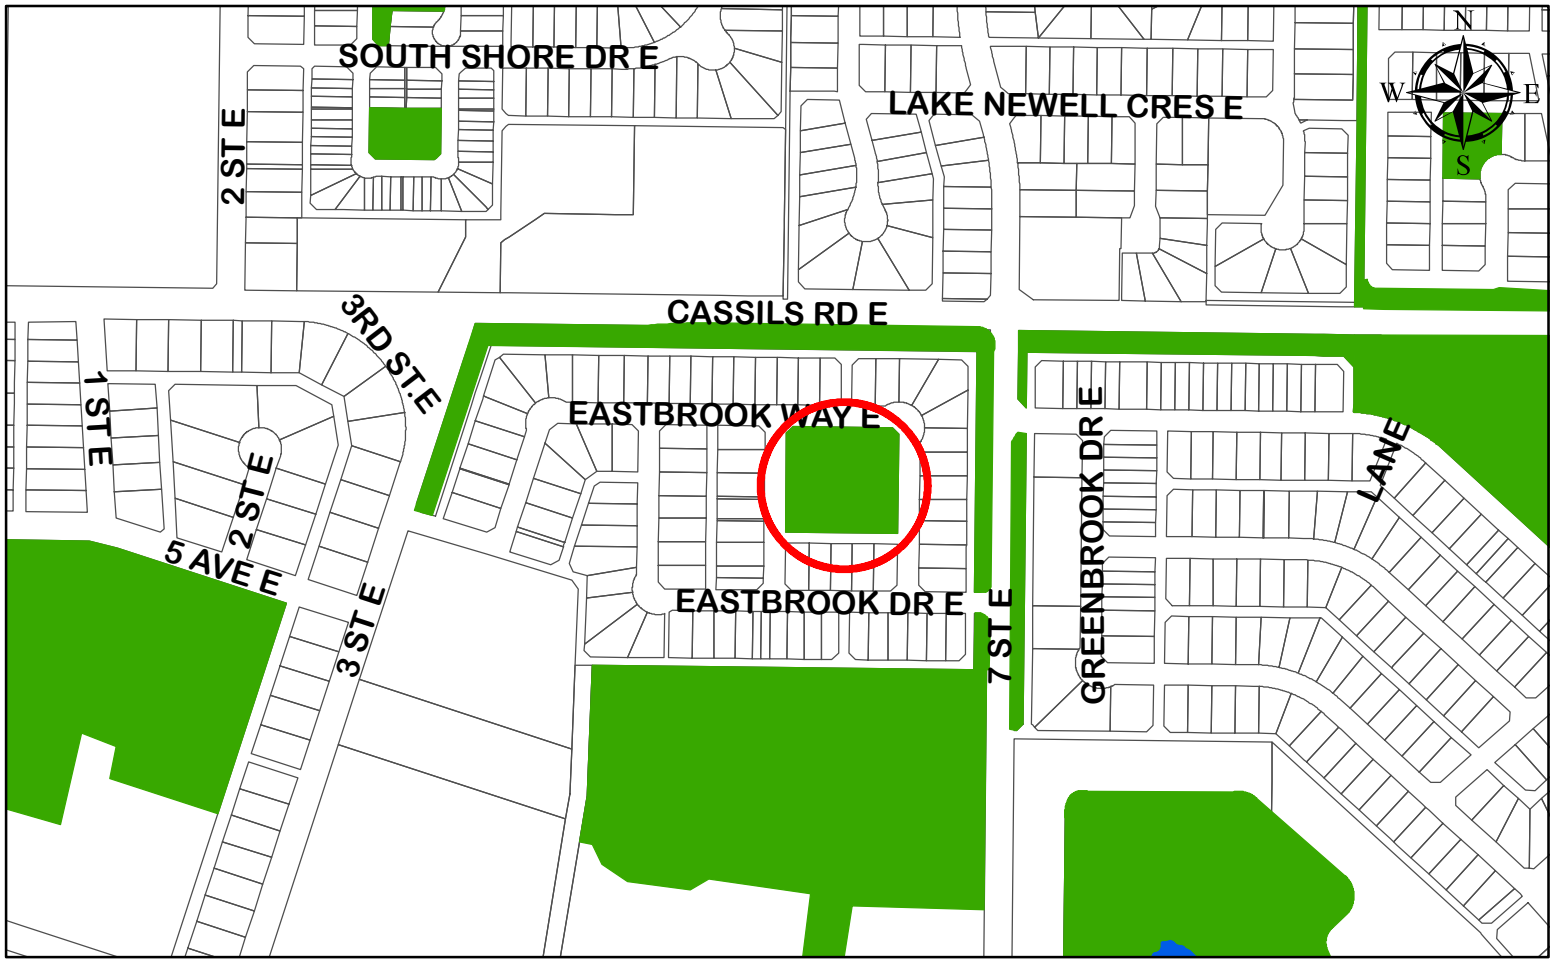 N
SOUTH SHORE DR E
W
E
LAKE NEWELL CRES E
2 ST E
S
CASSILS RD E
3RD ST.E
1 ST E
EASTBROOK WAY E
GREENBROOK DR E
LANE
2 ST E
5 AVE E
3 ST E
EASTBROOK DR E
7 ST E